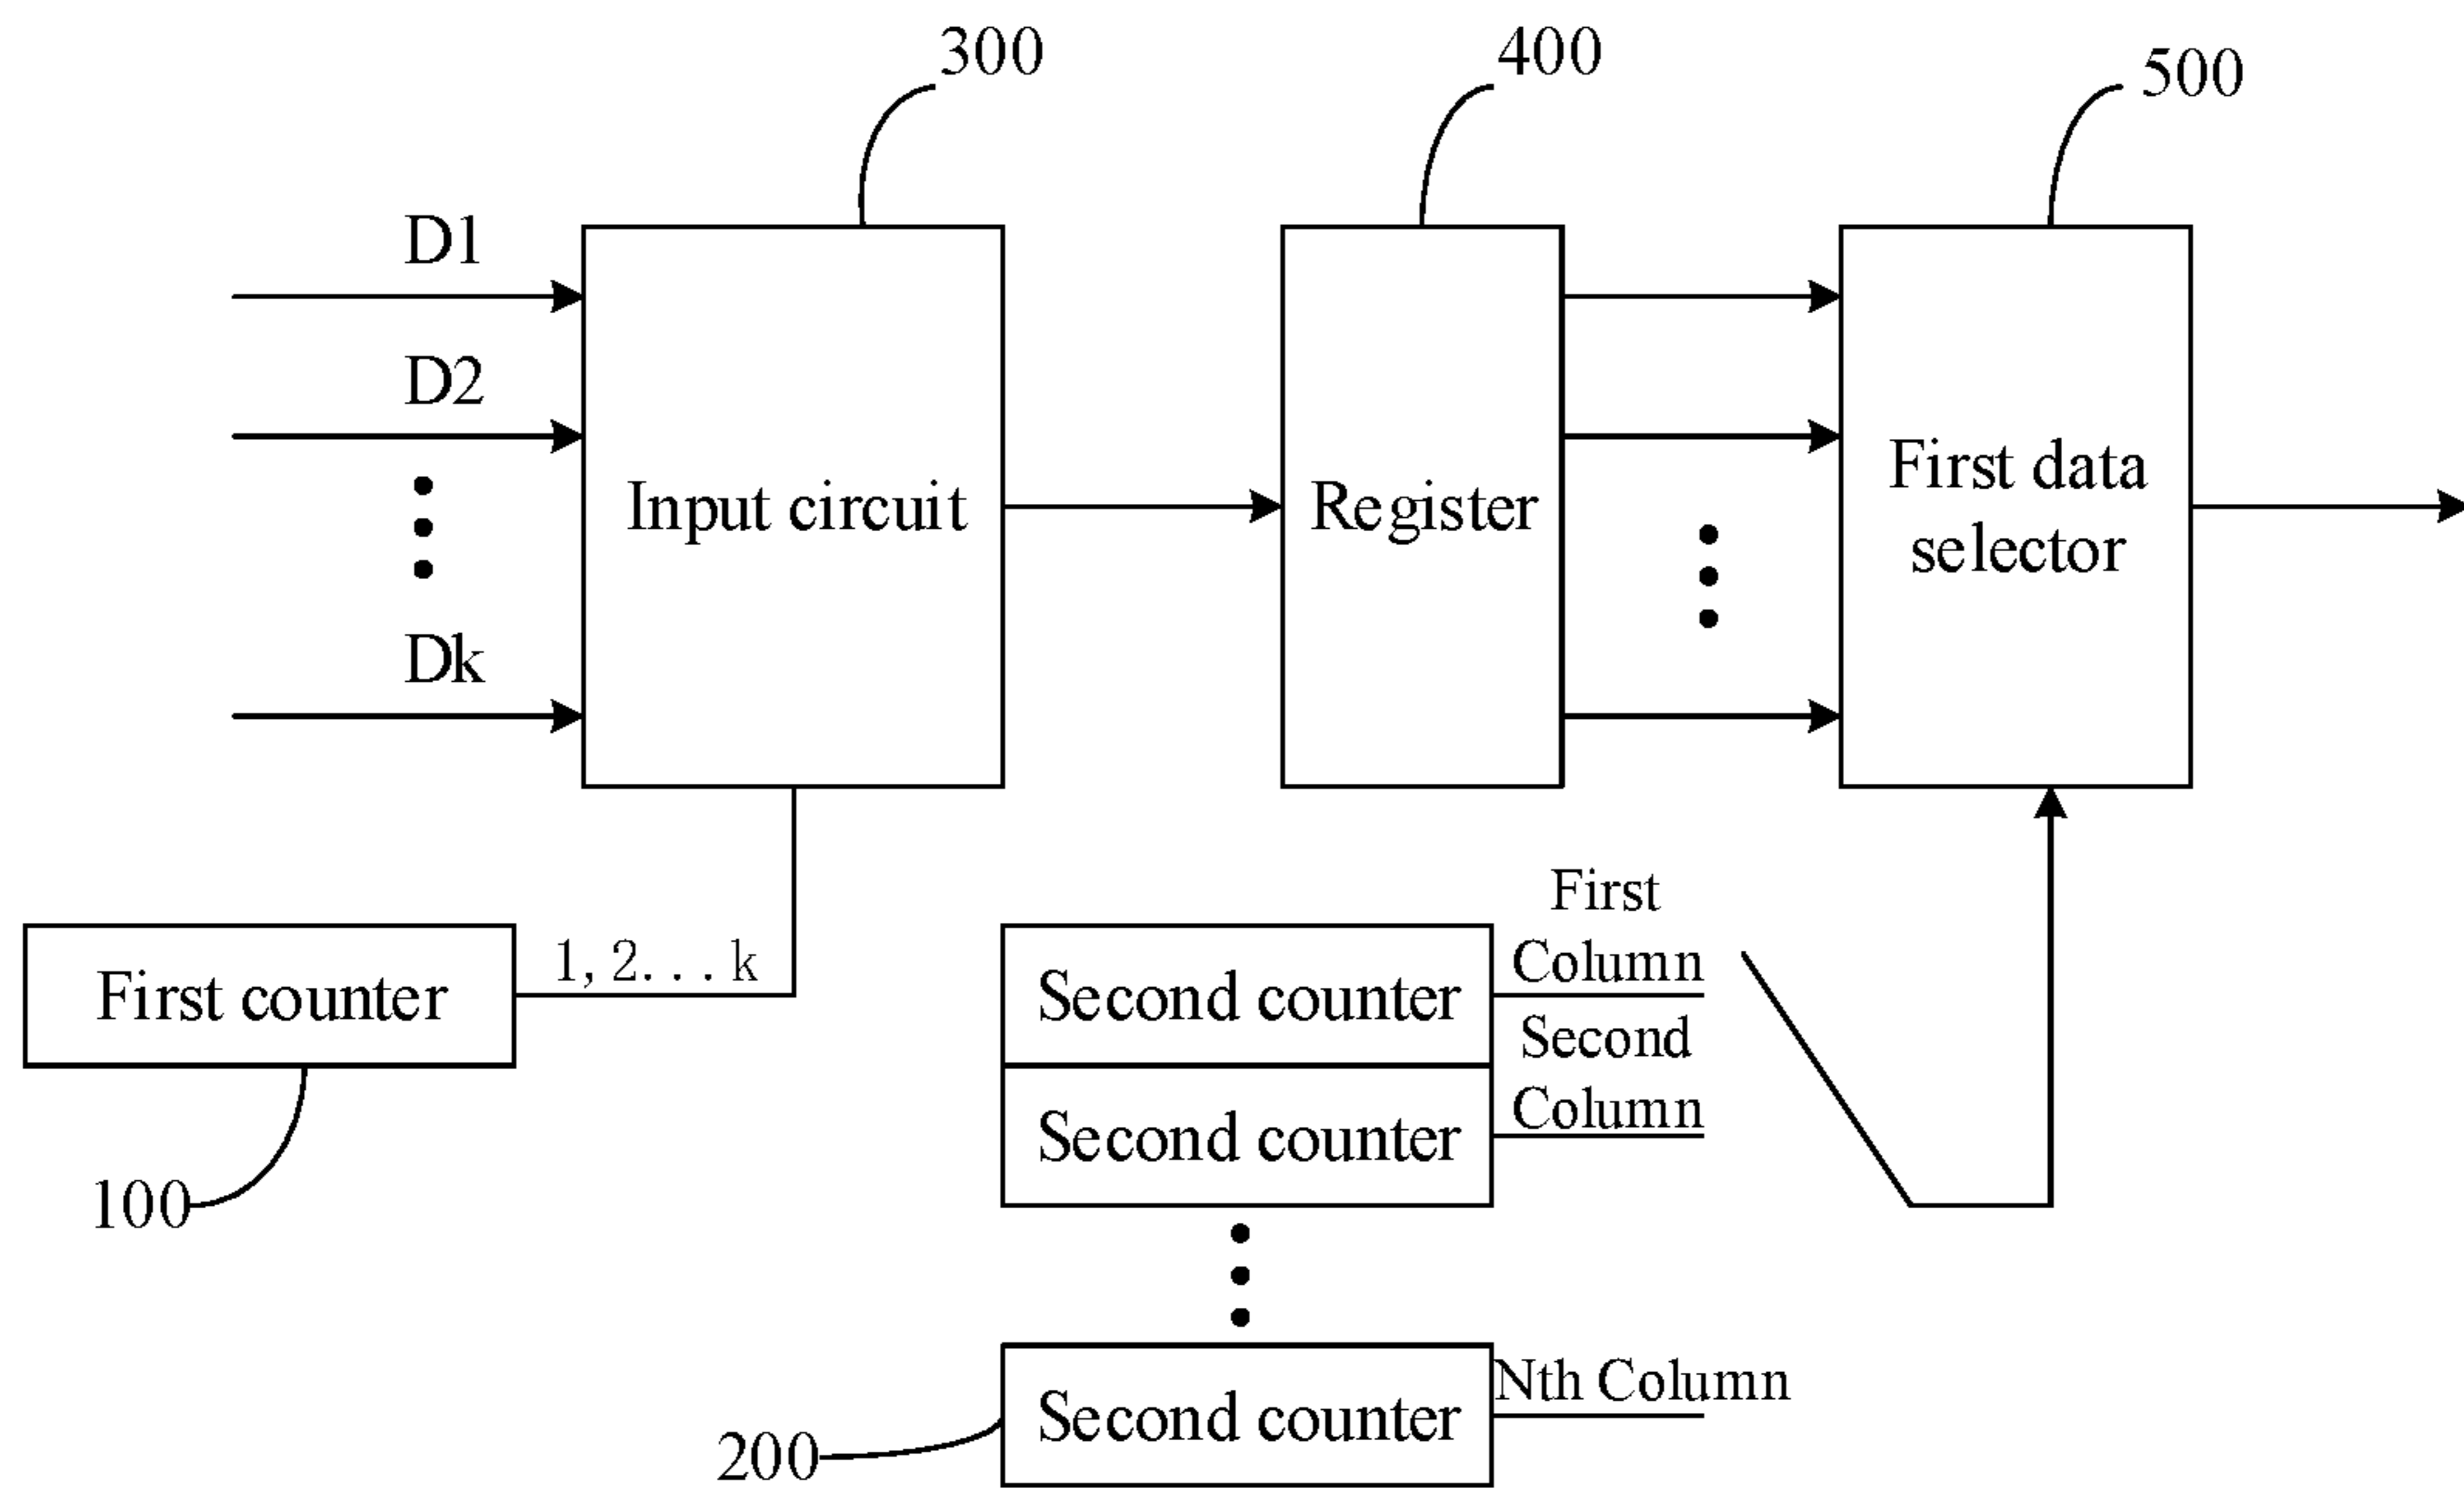 300
400
500
D1
D2
Dk
Input circuit
Register
First data
selector
First counter
1, 2. . . k
100
Second counter
First
Column
Second counter
Second
Column
Second counter
Nth Column
200